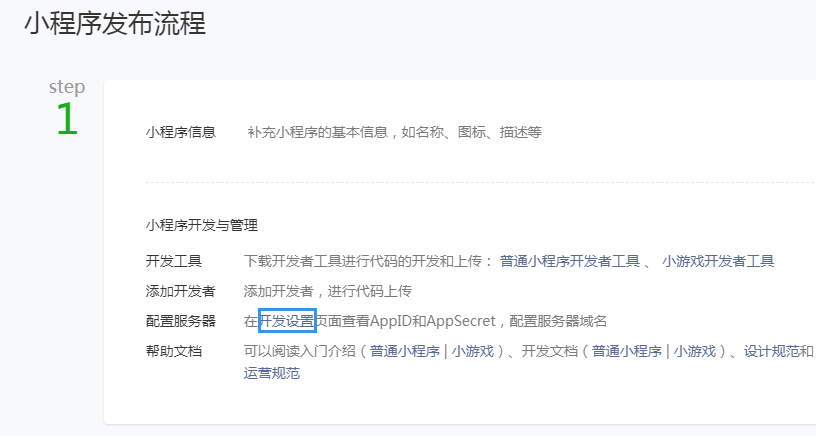 小程序发布流程
step
1
小程序信息 补充小程序的基本信息，如名称、图标、描述等
小程序开发与管理
开发工具 下载开发者工具进行代码的开发和上传： 普通小程序开发者工具 、 小游戏开发者工具
添加开发者 添加开发者，进行代码上传
配置服务器 在开发设置页面查看AppID和AppSecret，配置服务器域名
帮助文档 可以阅读入门介绍（普通小程序 | 小游戏）、开发文档（普通小程序 | 小游戏）、设计规范和
运营规范